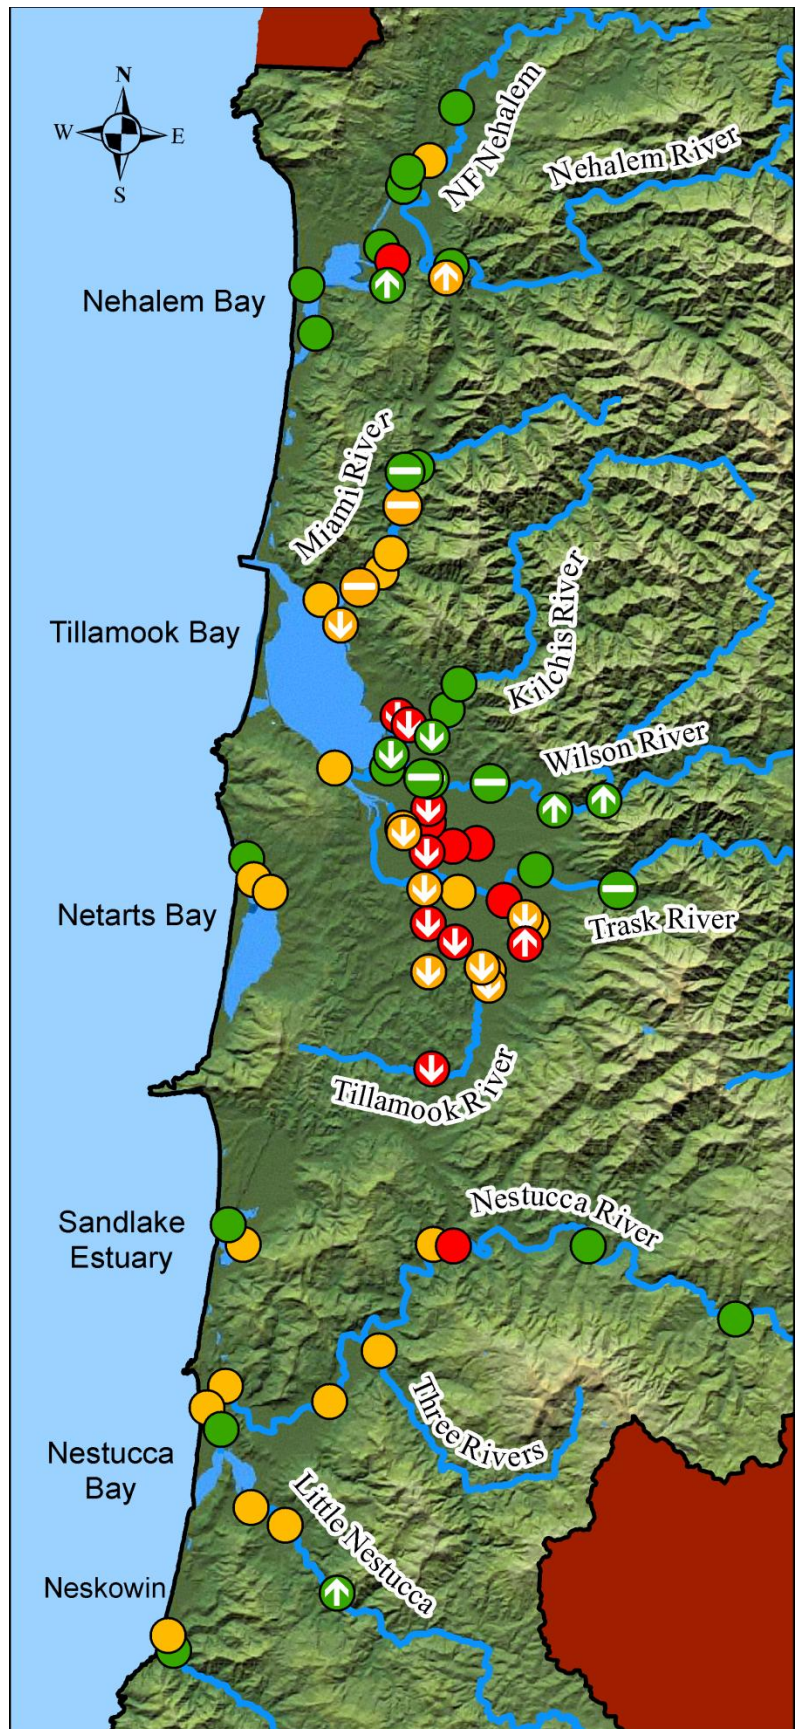 N
W E
S
NF Nehalem
Nehalem River
Nehalem Bay
Miami River
Tillamook Bay
Kilchis River
Wilson River
Netarts Bay
Trask River
Tillamook River
Sandlake
Estuary
Nestucca River
Three Rivers
Nestucca
Bay
Little Nestucca
Neskowin